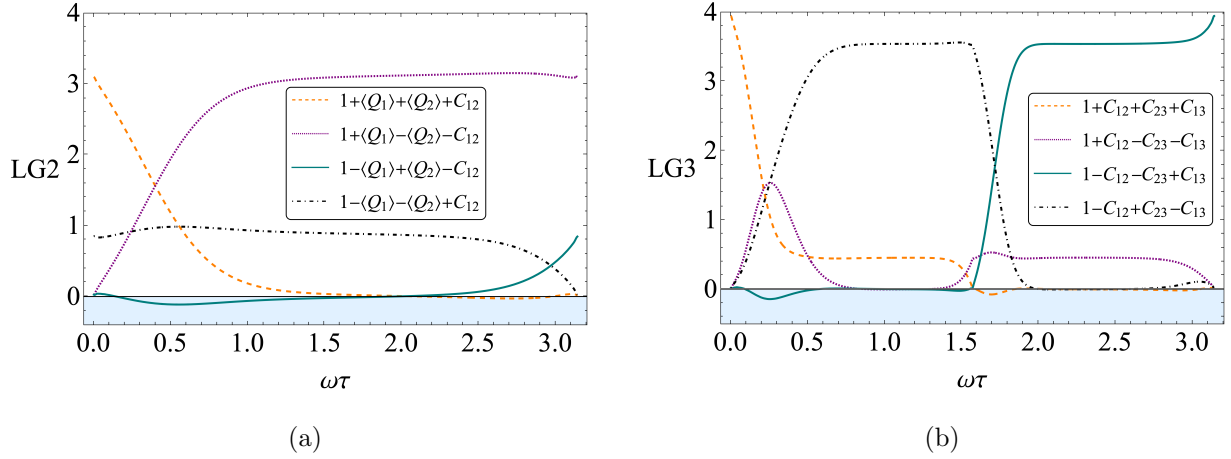 4
3
LG2
2
1
0
0.0 0.5 1.0 1.5 2.0 2.5 3.0
ωτ
1+⟨Q₁⟩+⟨Q₂⟩+C₁₂
1+⟨Q₁⟩−⟨Q₂⟩−C₁₂
1−⟨Q₁⟩+⟨Q₂⟩−C₁₂
1−⟨Q₁⟩−⟨Q₂⟩+C₁₂
(a)
4
3
LG3
2
1
0
0.0 0.5 1.0 1.5 2.0 2.5 3.0
ωτ
1+C₁₂+C₂₃+C₁₃
1+C₁₂−C₂₃−C₁₃
1−C₁₂−C₂₃+C₁₃
1−C₁₂+C₂₃−C₁₃
(b)